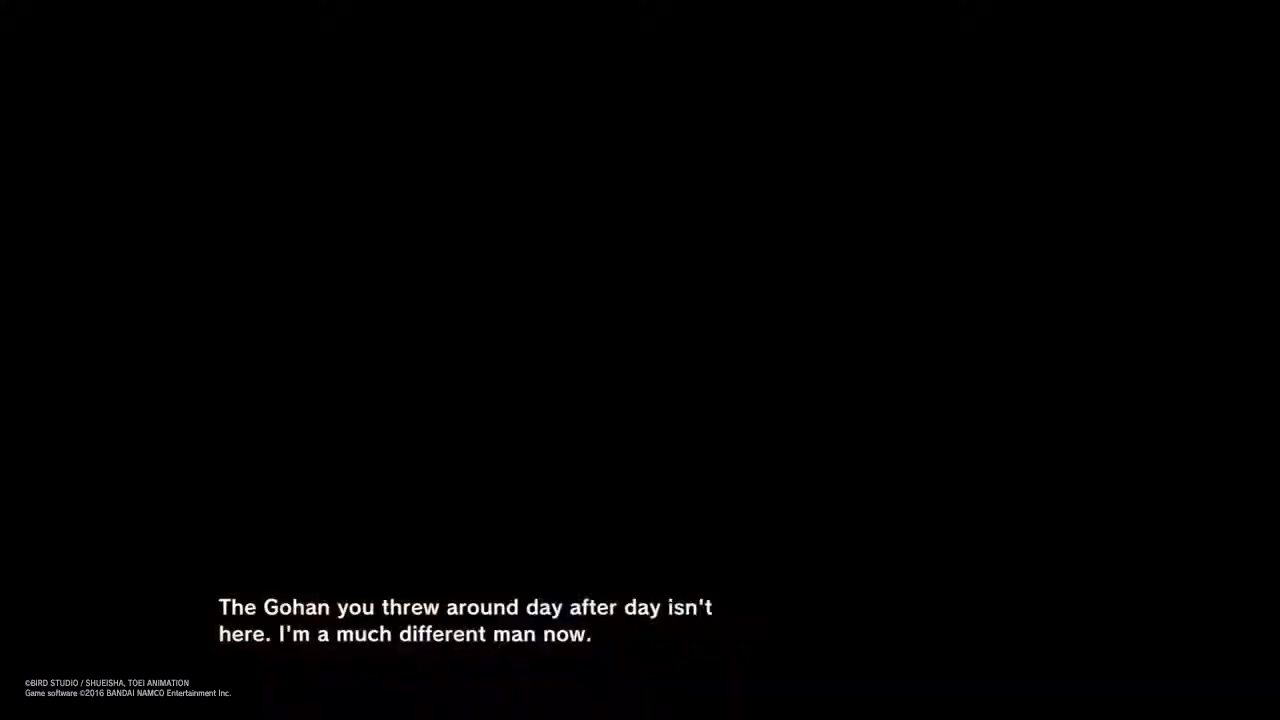 The Gohan you threw around day after day isn't
here. I'm a much different man now.
©BIRD STUDIO / SHUEISHA, TOEI ANIMATION
Game software ©2016 BANDAI NAMCO Entertainment Inc.